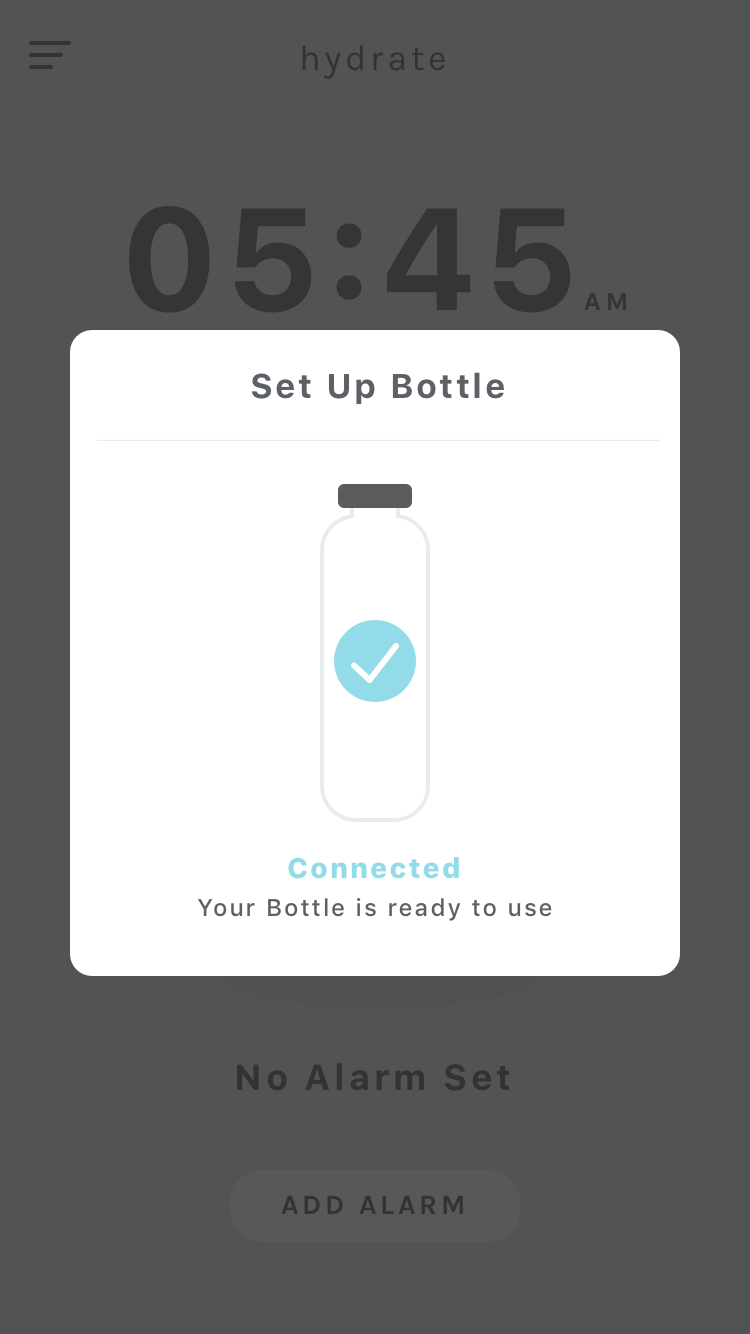 hydrate
05:45 AM
Set Up Bottle
Connected
Your Bottle is ready to use
No Alarm Set
ADD ALARM